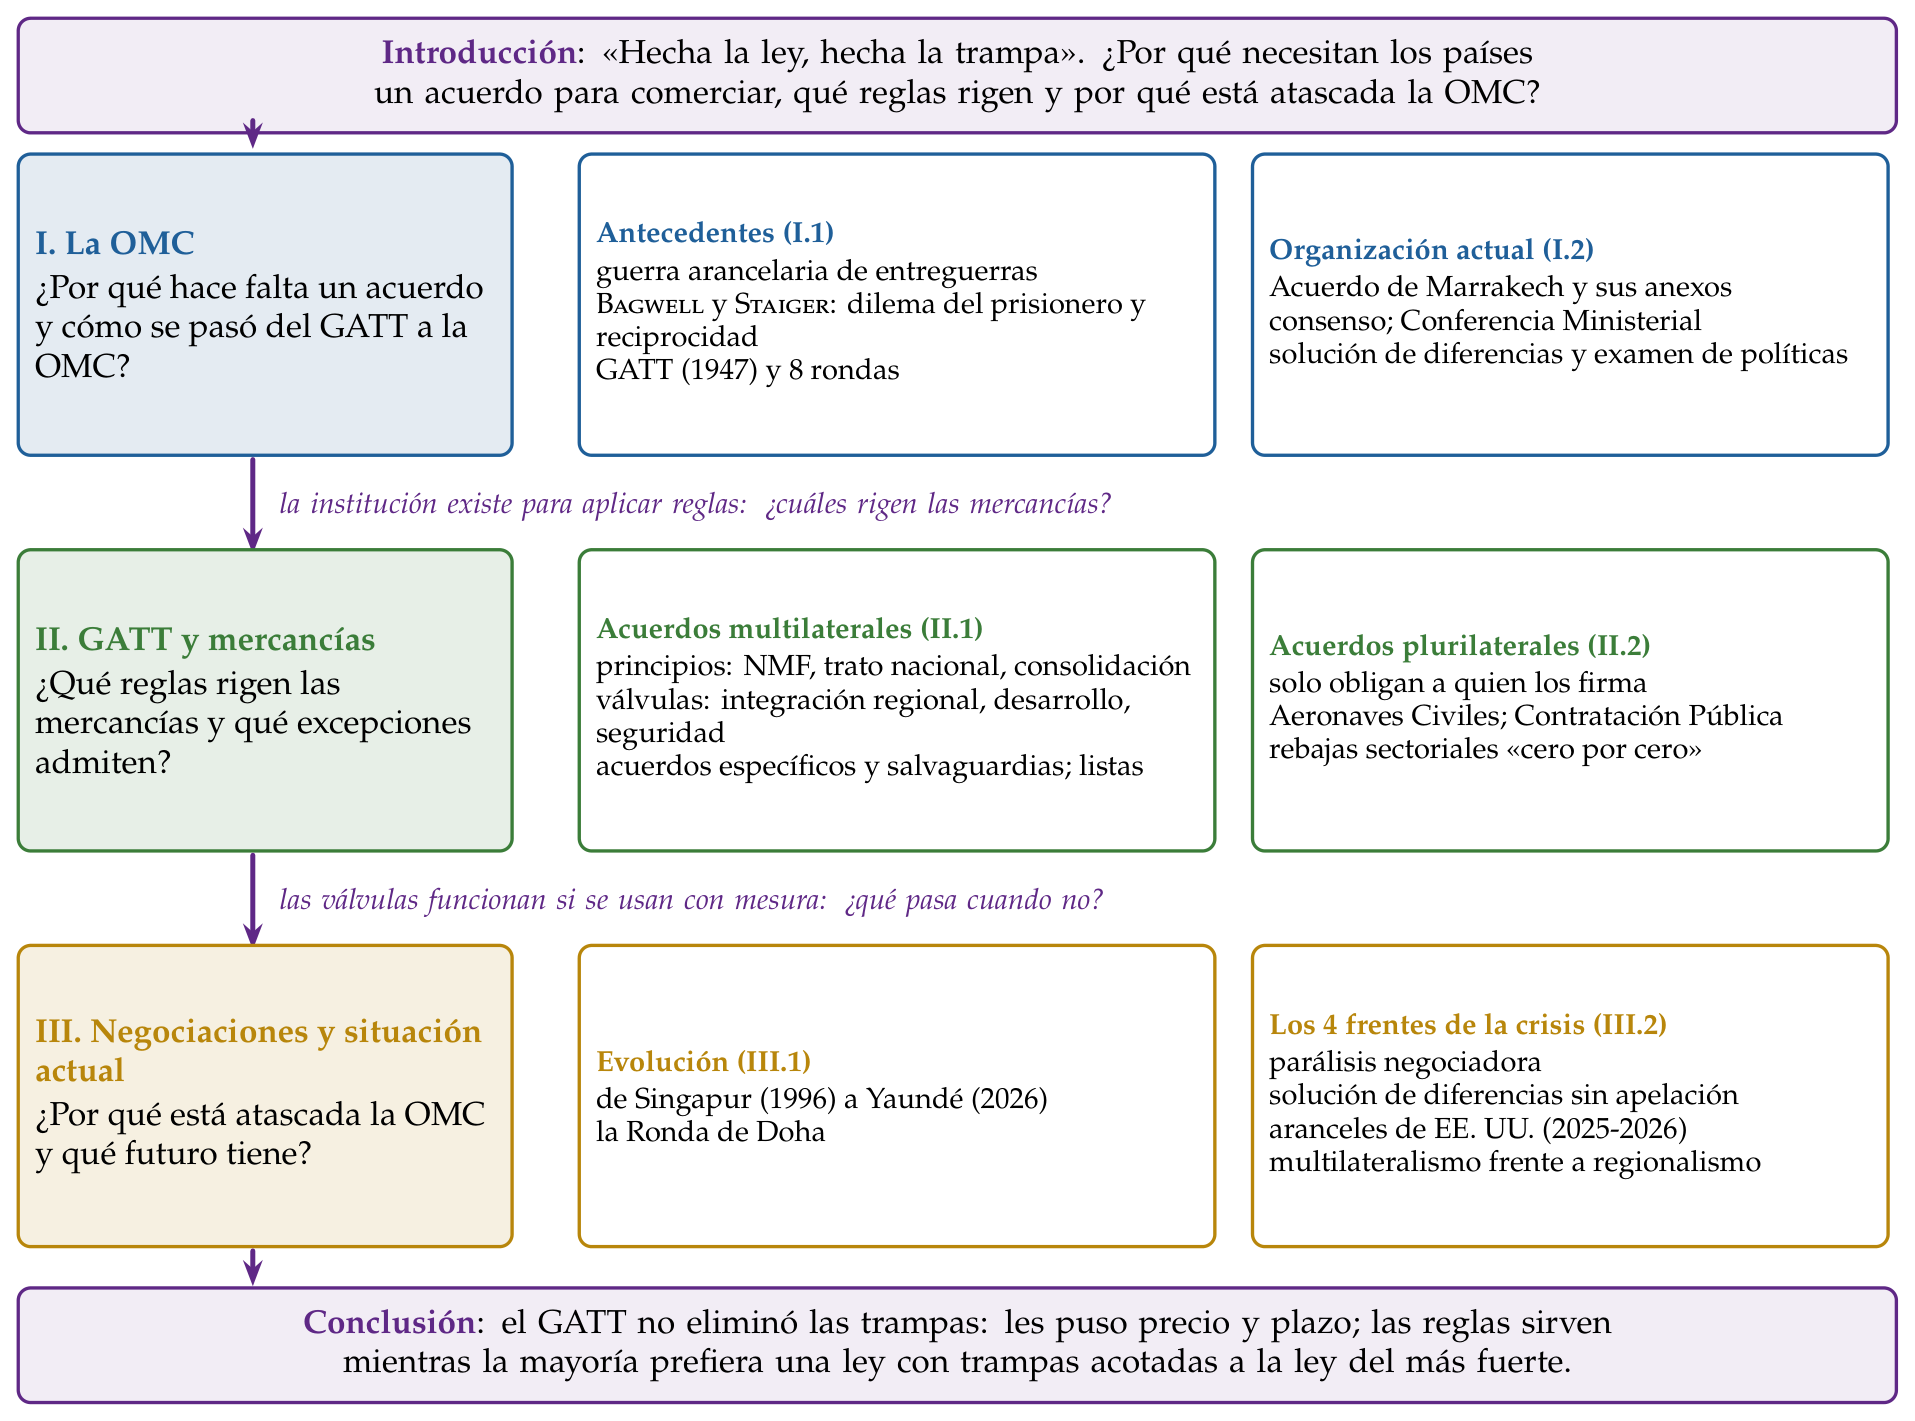 Introducción: «Hecha la ley, hecha la trampa». ¿Por qué necesitan los países
un acuerdo para comerciar, qué reglas rigen y por qué está atascada la OMC?
I. La OMC
¿Por qué hace falta un acuerdo
y cómo se pasó del GATT a la
OMC?
Antecedentes (I.1)
guerra arancelaria de entreguerras
Bagwell y Staiger: dilema del prisionero y
reciprocidad
GATT (1947) y 8 rondas
Organización actual (I.2)
Acuerdo de Marrakech y sus anexos
consenso; Conferencia Ministerial
solución de diferencias y examen de políticas
la institución existe para aplicar reglas: ¿cuáles rigen las mercancías?
II. GATT y mercancías
¿Qué reglas rigen las
mercancías y qué excepciones
admiten?
Acuerdos multilaterales (II.1)
principios: NMF, trato nacional, consolidación
válvulas: integración regional, desarrollo,
seguridad
acuerdos específicos y salvaguardias; listas
Acuerdos plurilaterales (II.2)
solo obligan a quien los firma
Aeronaves Civiles; Contratación Pública
rebajas sectoriales «cero por cero»
las válvulas funcionan si se usan con mesura: ¿qué pasa cuando no?
III. Negociaciones y situación
actual
¿Por qué está atascada la OMC
y qué futuro tiene?
Evolución (III.1)
de Singapur (1996) a Yaundé (2026)
la Ronda de Doha
Los 4 frentes de la crisis (III.2)
parálisis negociadora
solución de diferencias sin apelación
aranceles de EE. UU. (2025-2026)
multilateralismo frente a regionalismo
Conclusión: el GATT no eliminó las trampas: les puso precio y plazo; las reglas sirven
mientras la mayoría prefiera una ley con trampas acotadas a la ley del más fuerte.